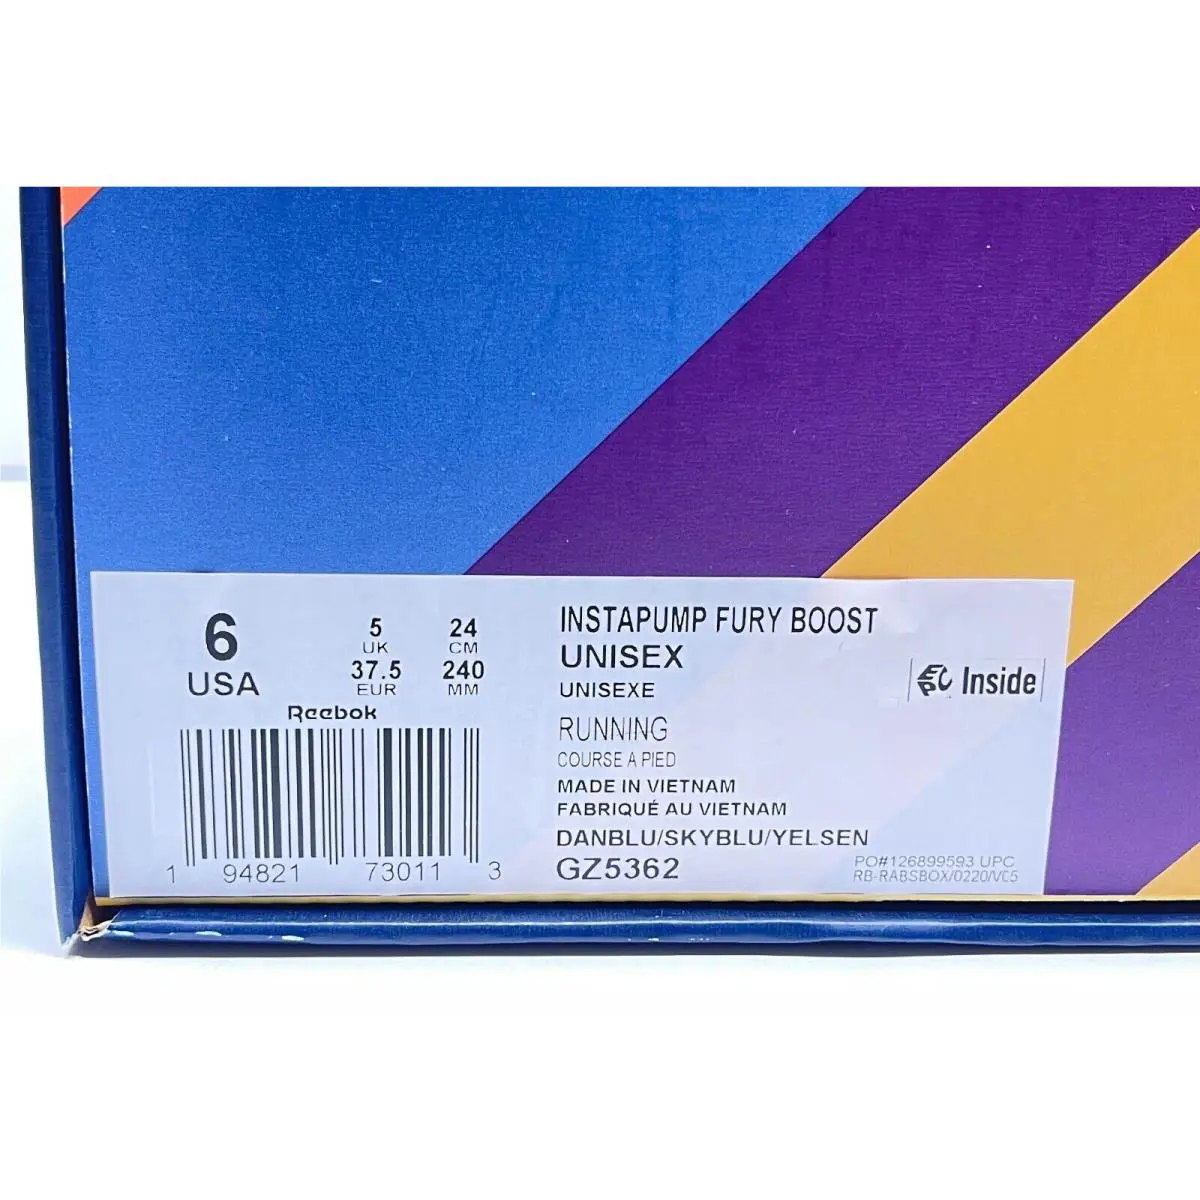 6
USA
5
UK
37.5
EUR
24
CM
240
MM
Reebok
1 94821 73011 3
INSTAPUMP FURY BOOST
UNISEX
UNISEXE
RUNNING
COURSE A PIED
MADE IN VIETNAM
FABRIQUÉ AU VIETNAM
DANBLU/SKYBLU/YELSEN
GZ5362
EPC Inside
PO#126899593 UPC
RB-RABSBOX/0220/VC5